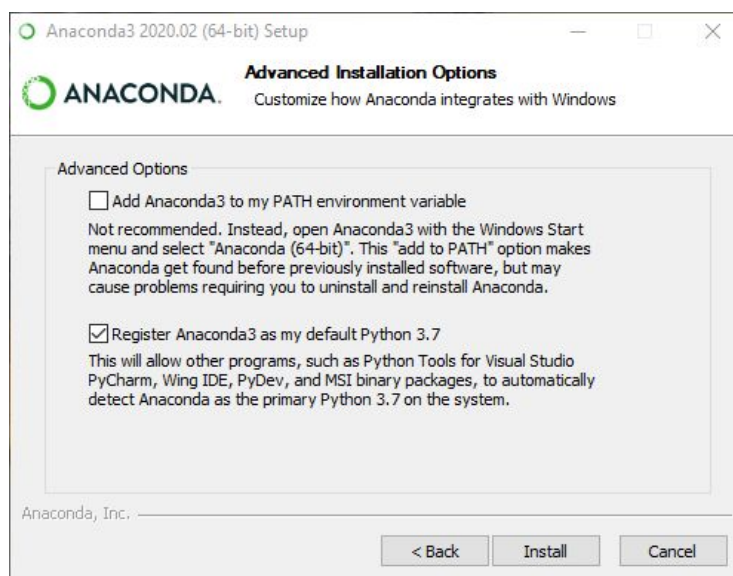 Anaconda3 2020.02 (64-bit) Setup
Advanced Installation Options
ANACONDA.
Customize how Anaconda integrates with Windows
Advanced Options
Add Anaconda3 to my PATH environment variable
Not recommended. Instead, open Anaconda3 with the Windows Start
menu and select "Anaconda (64-bit)". This "add to PATH" option makes
Anaconda get found before previously installed software, but may
cause problems requiring you to uninstall and reinstall Anaconda.
Register Anaconda3 as my default Python 3.7
This will allow other programs, such as Python Tools for Visual Studio
PyCharm, Wing IDE, PyDev, and MSI binary packages, to automatically
detect Anaconda as the primary Python 3.7 on the system.
Anaconda, Inc.
< Back
Install
Cancel